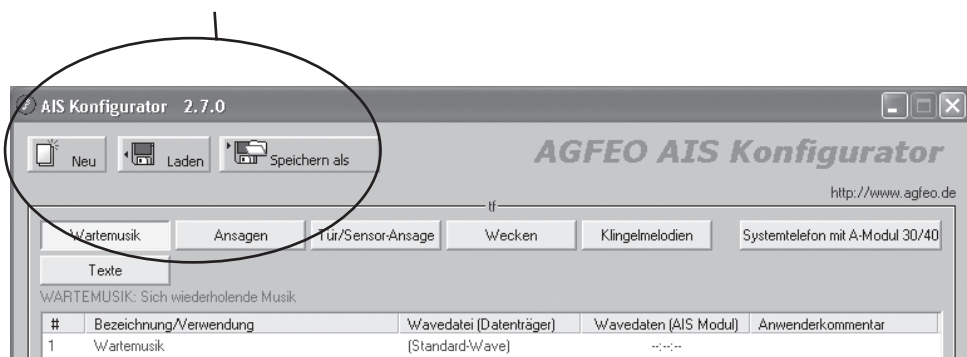 AIS Konfigurator 2.7.0
Neu Laden Speichern als
AGFEO AIS Konfigurator
http://www.agfeo.de
tf
Wartemusik Ansagen Tür/Sensor-Ansage Wecken Klingelmelodien Systemtelefon mit A-Modul 30/40
Texte
WARTEMUSIK: Sich wiederholende Musik
# Bezeichnung/Verwendung Wavedatei (Datenträger) Wavedaten (AIS Modul) Anwenderkommentar
1 Wartemusik (Standard-Wave) --:--:--